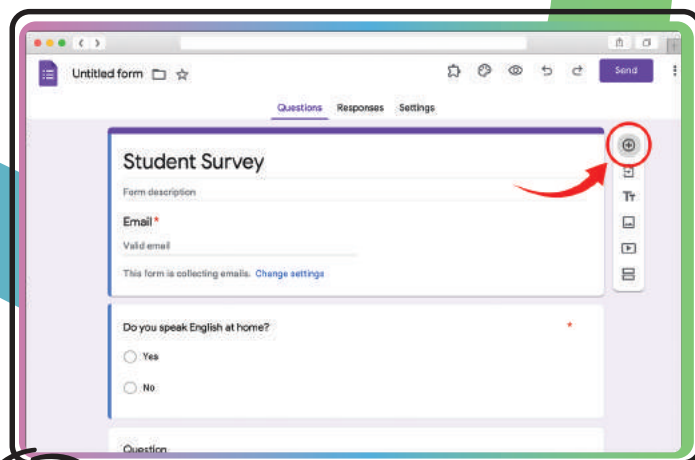 Untitled form
Send
Questions Responses Settings
Student Survey
Form description
Email *
Valid email
This form is collecting emails. Change settings
Tт
Do you speak English at home? *
Yes
No
Question